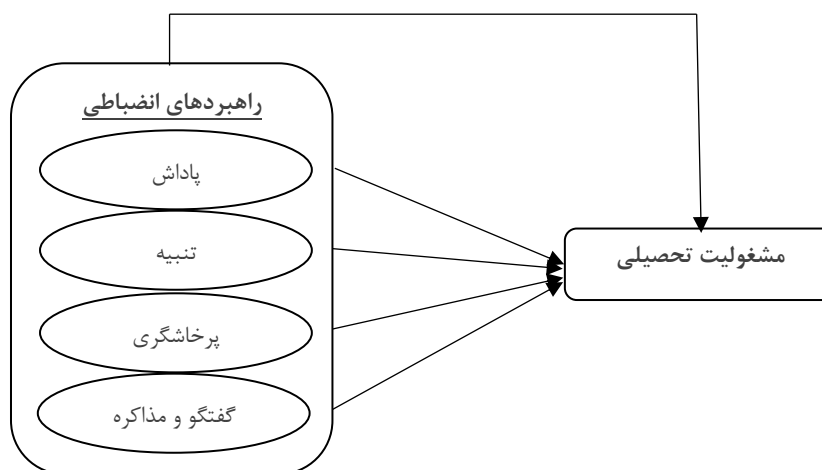 راهبردهای انضباطی
پاداش
تنبیه
پرخاشگری
گفتگو و مذاکره
مشغولیت تحصیلی